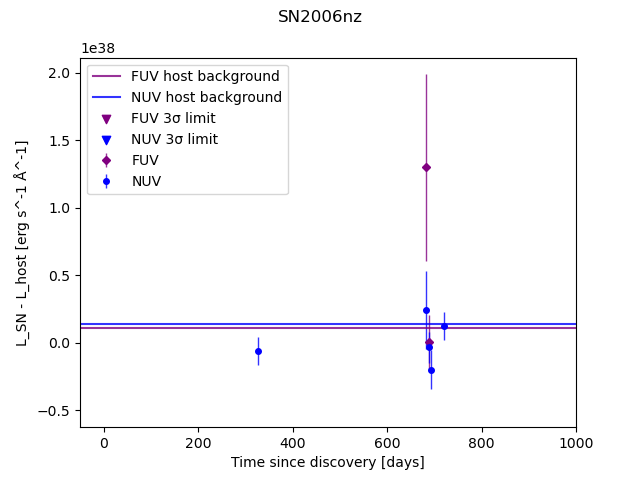 SN2006nz
1e38
2.0
1.5
1.0
0.5
0.0
−0.5
L_SN - L_host [erg s^-1 Å^-1]
FUV host background
NUV host background
FUV 3σ limit
NUV 3σ limit
FUV
NUV
0 200 400 600 800 1000
Time since discovery [days]